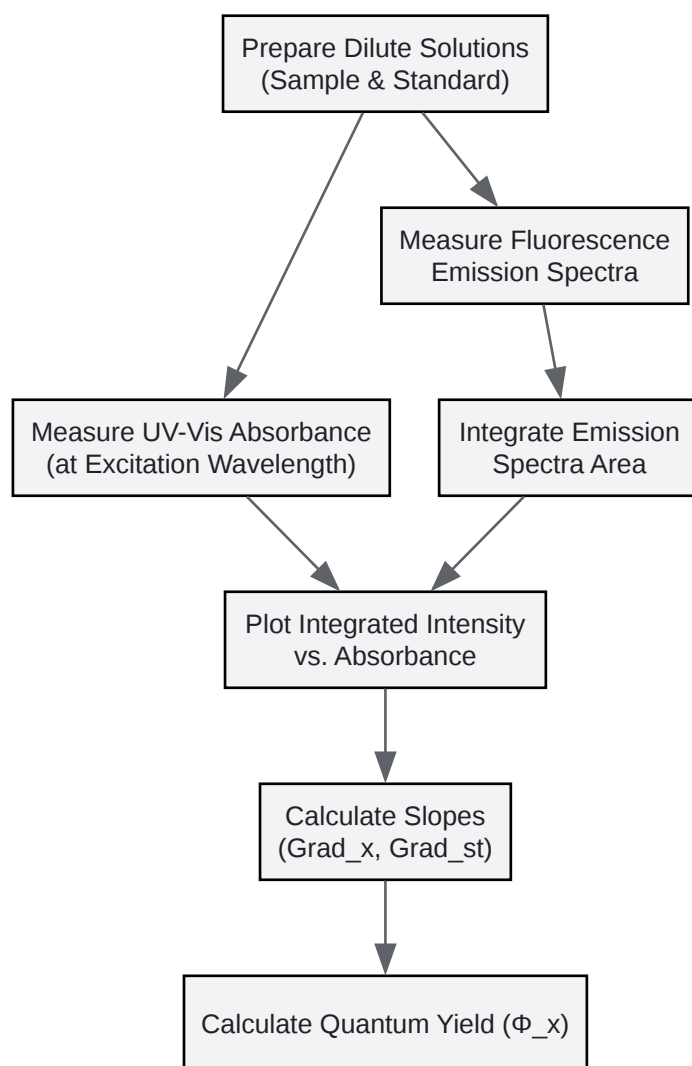 Prepare Dilute Solutions
(Sample & Standard)
Measure Fluorescence
Emission Spectra
Measure UV-Vis Absorbance
(at Excitation Wavelength)
Integrate Emission
Spectra Area
Plot Integrated Intensity
vs. Absorbance
Calculate Slopes
(Grad_x, Grad_st)
Calculate Quantum Yield (Φ_x)